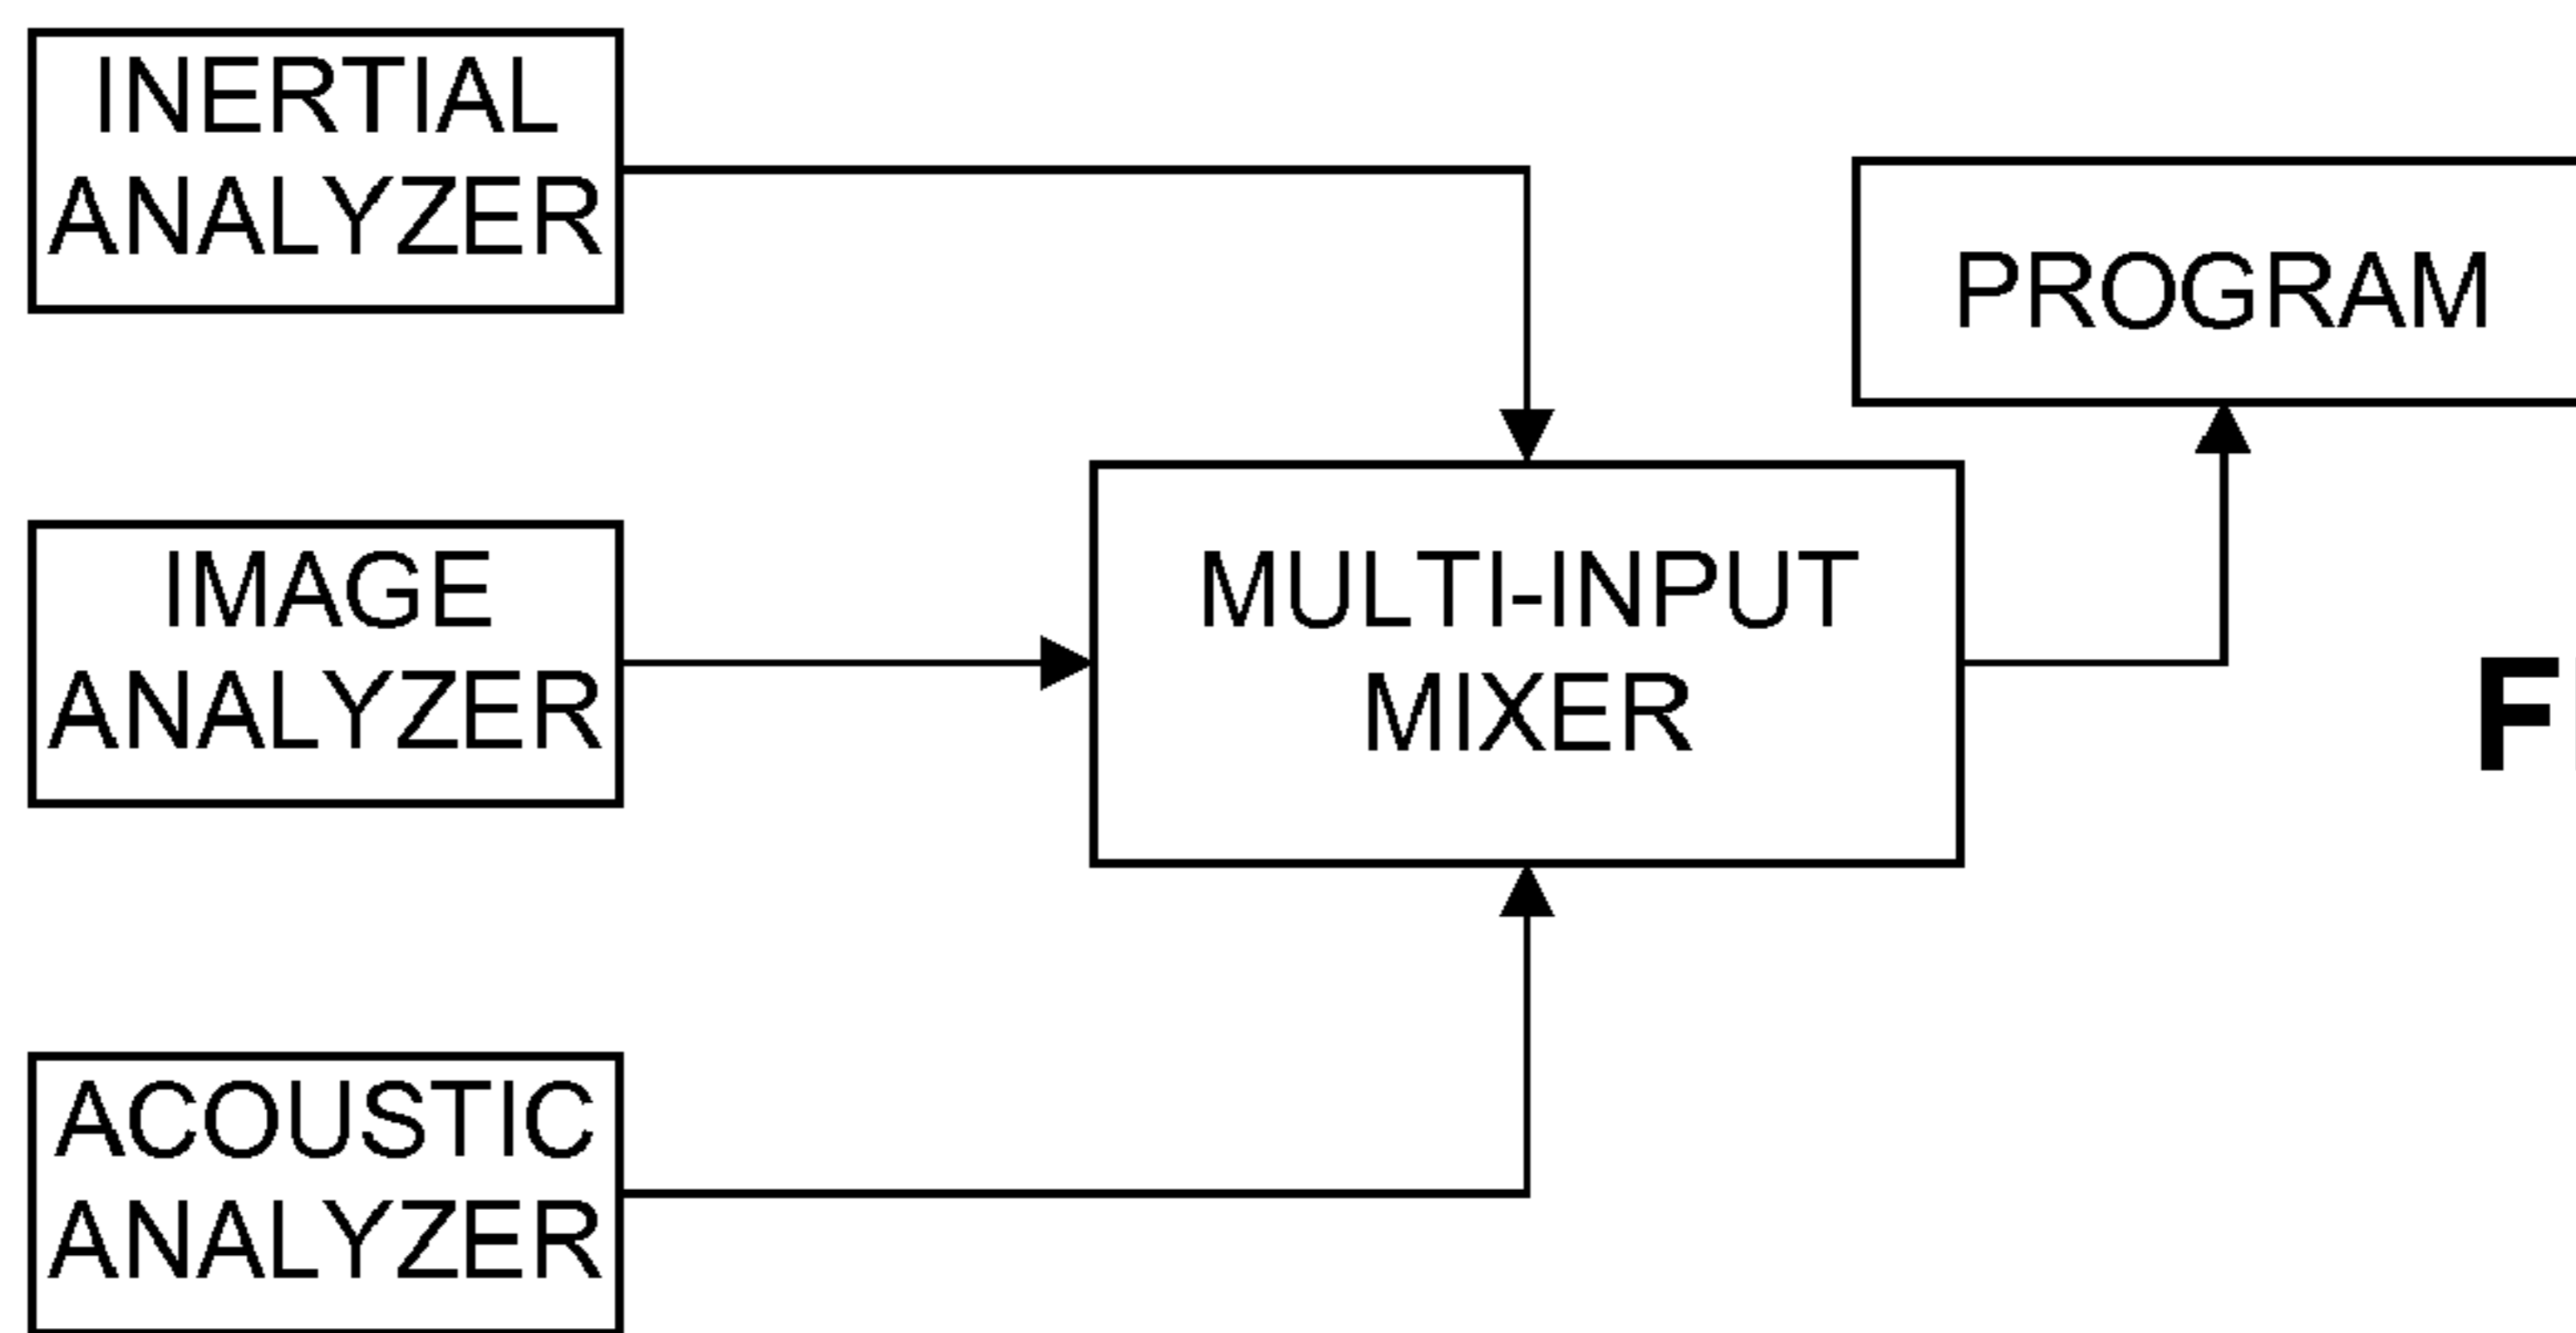 INERTIAL
ANALYZER
PROGRAM
IMAGE
ANALYZER
MULTI-INPUT
MIXER
ACOUSTIC
ANALYZER